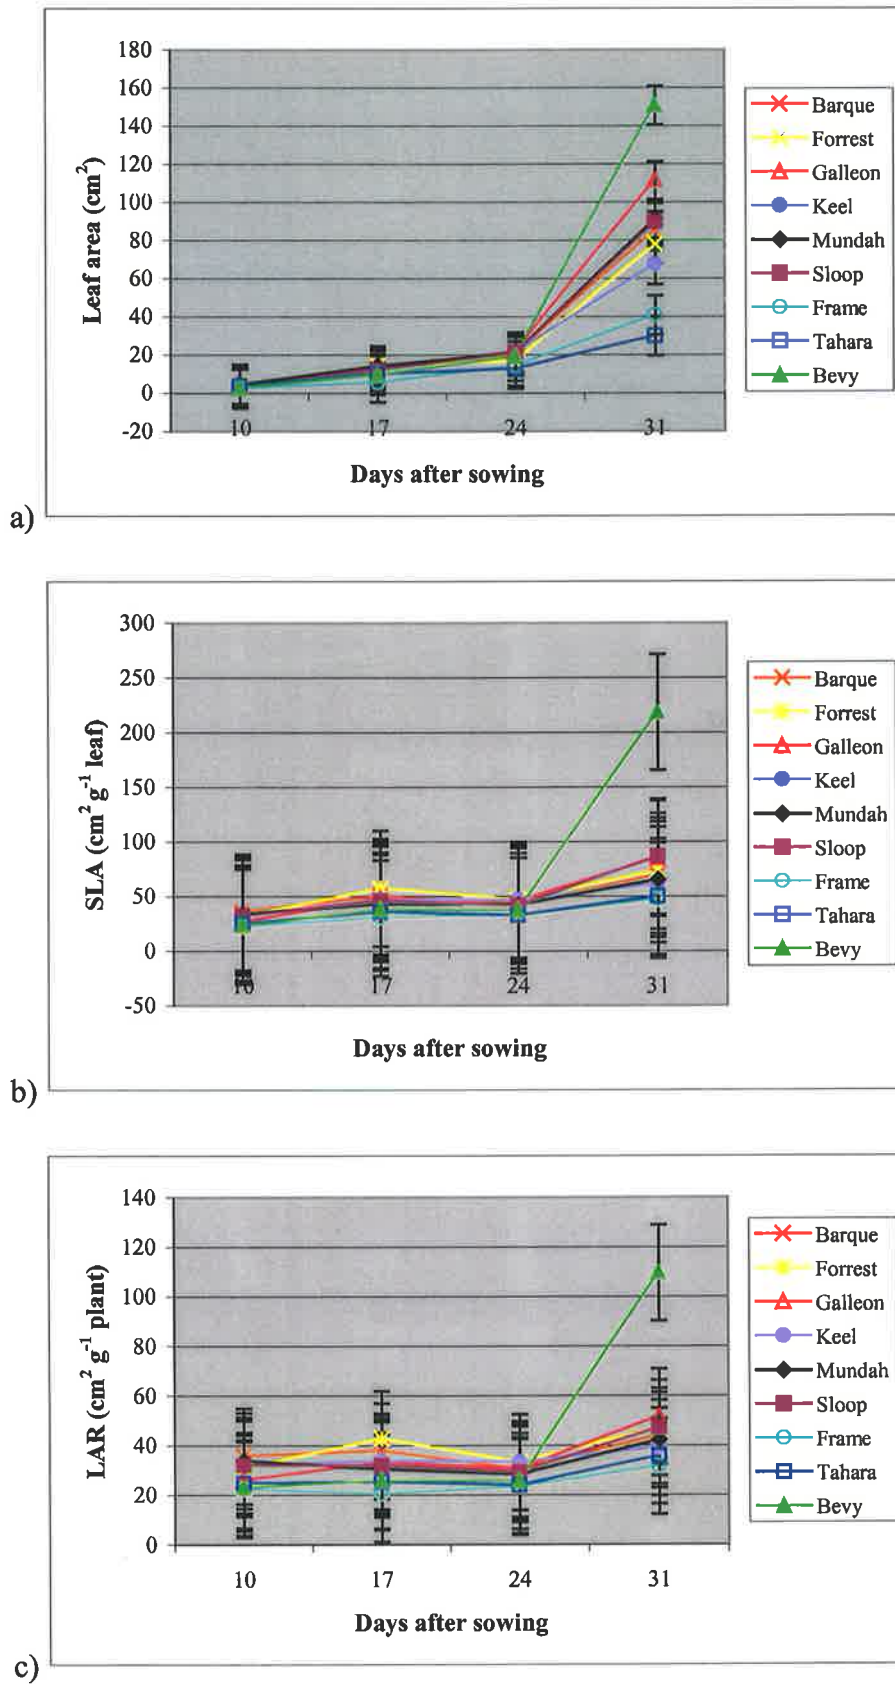 180
160
140
120
100
80
60
40
20
0
-20
Leaf area (cm²)
10 17 24 31
Days after sowing
Barque
Forrest
Galleon
Keel
Mundah
Sloop
Frame
Tahara
Bevy
a)
300
250
200
150
100
50
0
-50
SLA (cm² g⁻¹ leaf)
10 17 24 31
Days after sowing
Barque
Forrest
Galleon
Keel
Mundah
Sloop
Frame
Tahara
Bevy
b)
140
120
100
80
60
40
20
0
LAR (cm² g⁻¹ plant)
10 17 24 31
Days after sowing
Barque
Forrest
Galleon
Keel
Mundah
Sloop
Frame
Tahara
Bevy
c)